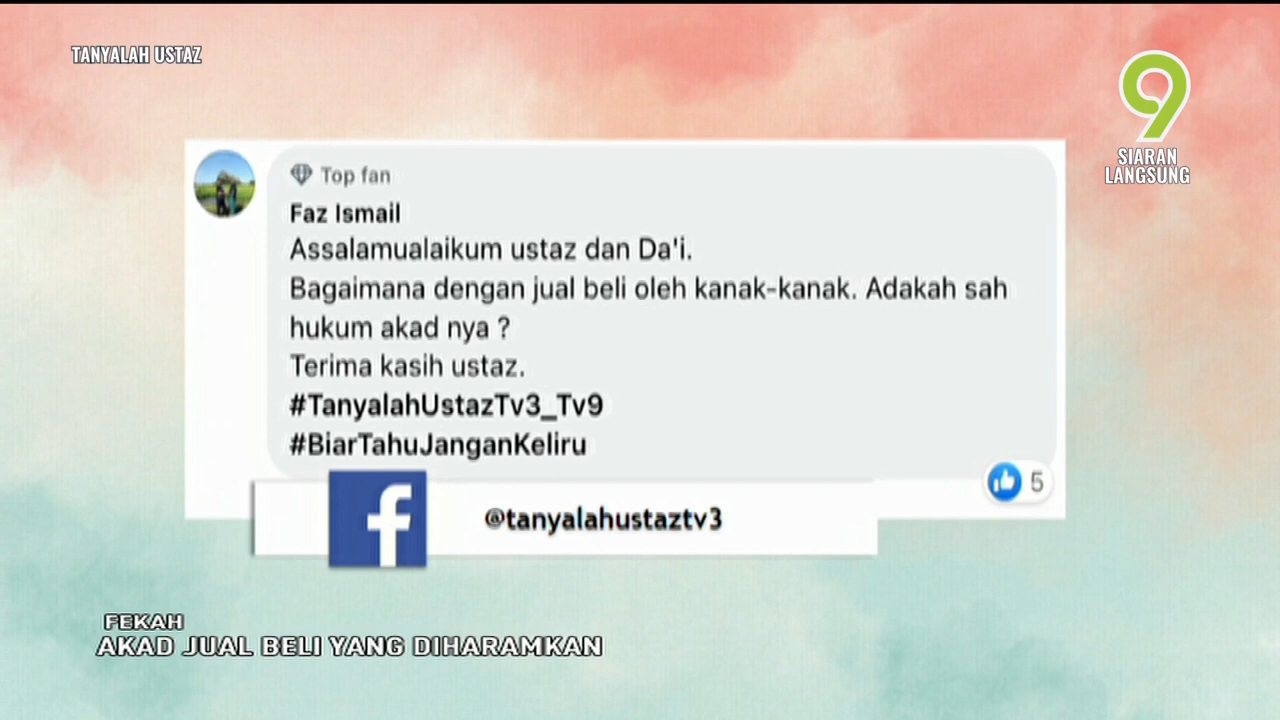 TANYALAH USTAZ
9
SIARAN
LANGSUNG
Top fan
Faz Ismail
Assalamualaikum ustaz dan Da'i.
Bagaimana dengan jual beli oleh kanak-kanak. Adakah sah
hukum akad nya ?
Terima kasih ustaz.
#TanyalahUstazTv3_Tv9
#BiarTahuJanganKeliru
5
f
@tanyalahustaztv3
FEKAH
AKAD JUAL BELI YANG DIHARAMKAN